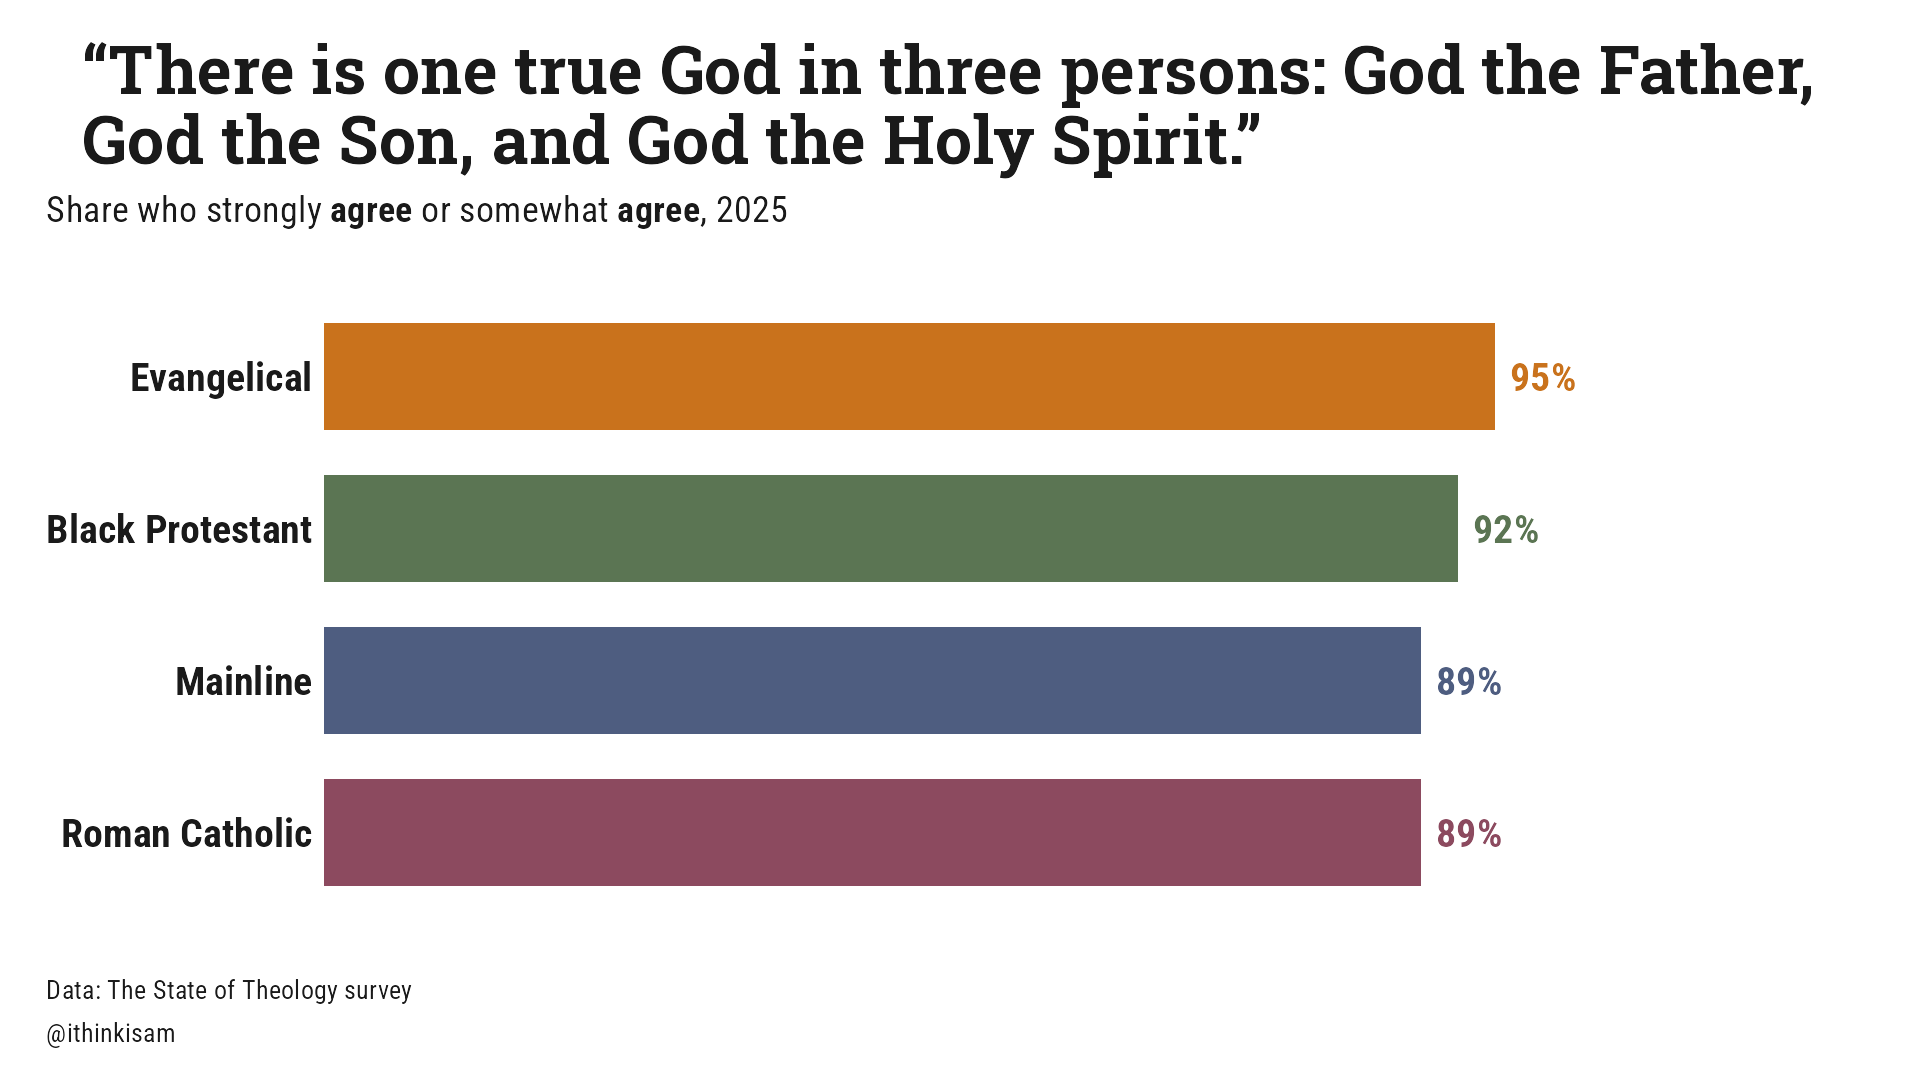 “There is one true God in three persons: God the Father,
God the Son, and God the Holy Spirit.”
Share who strongly agree or somewhat agree, 2025
Evangelical 95%
Black Protestant 92%
Mainline 89%
Roman Catholic 89%
Data: The State of Theology survey
@ithinkisam